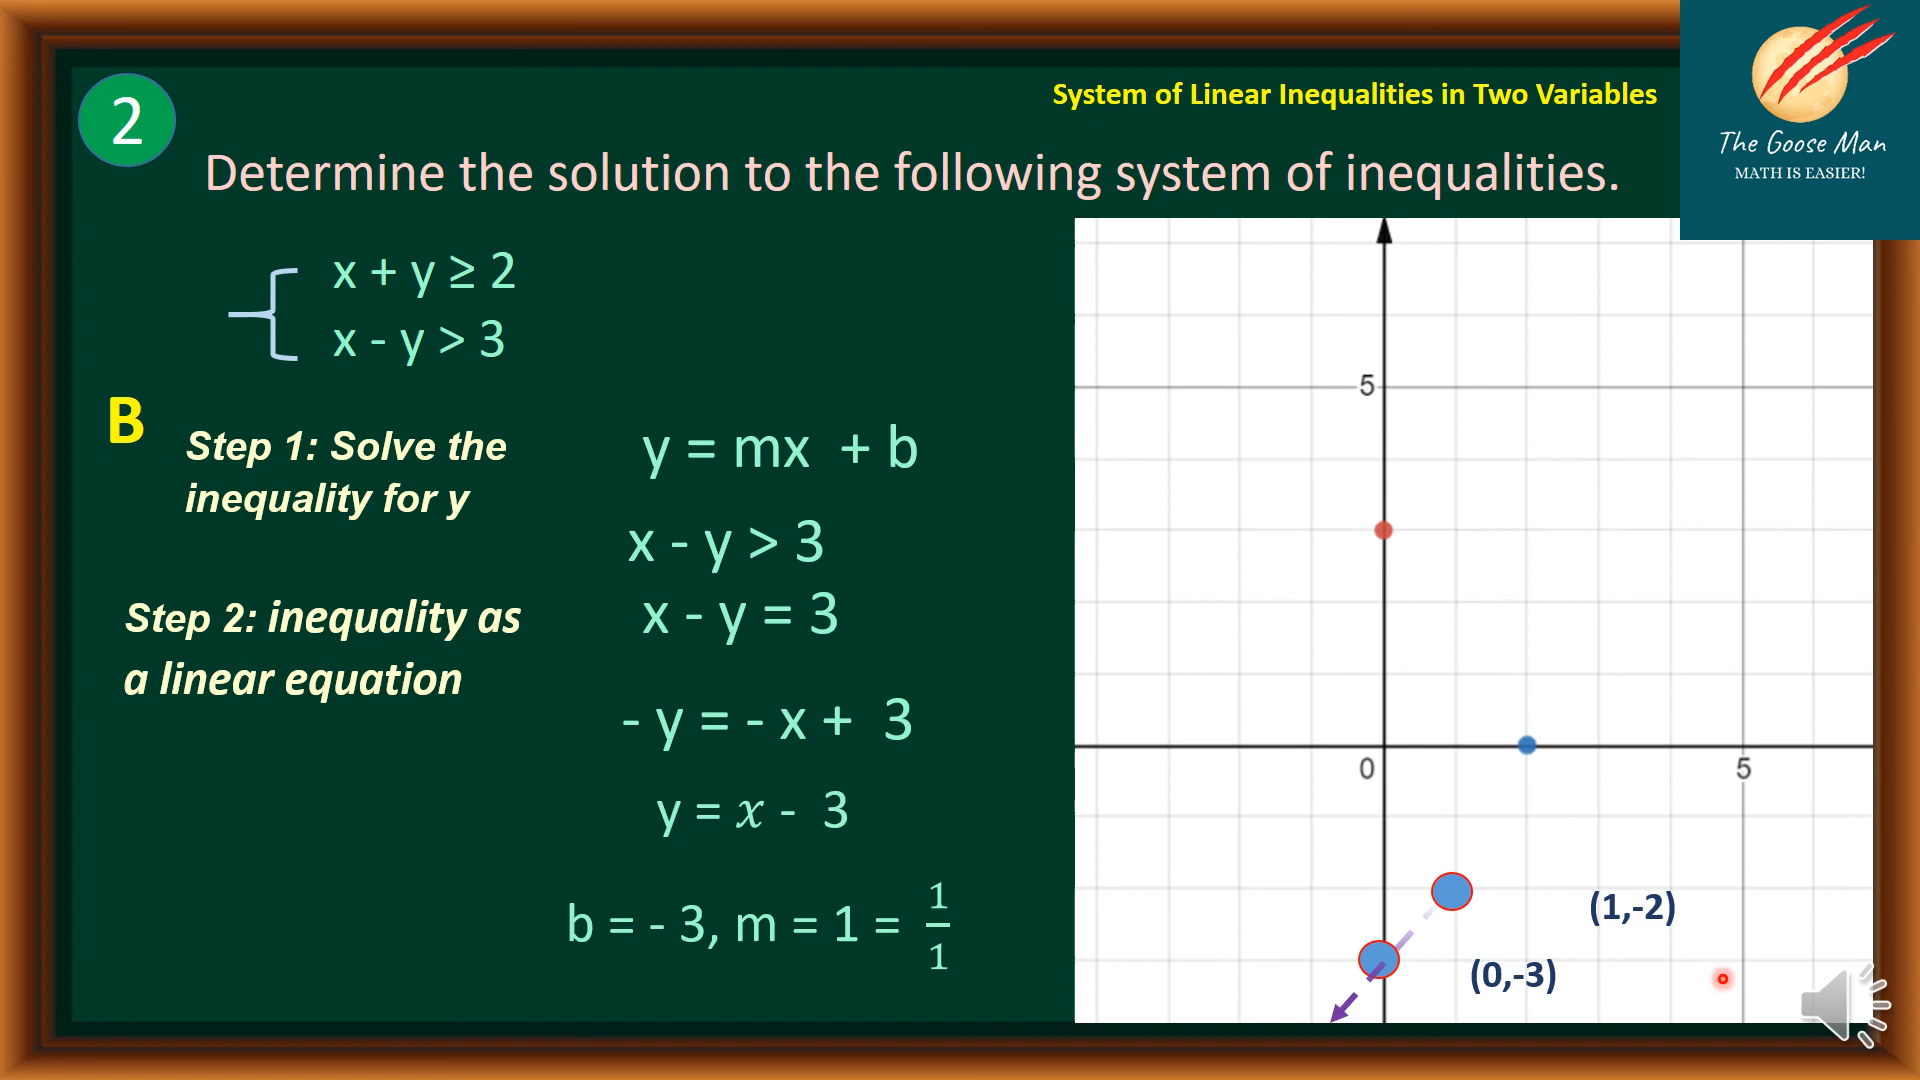 2
System of Linear Inequalities in Two Variables
The Goose Man
MATH IS EASIER!
Determine the solution to the following system of inequalities.
x + y ≥ 2
x - y > 3
B
Step 1: Solve the
inequality for y
y = mx + b
x - y > 3
Step 2: inequality as
a linear equation
x - y = 3
- y = - x + 3
y = x - 3
b = - 3, m = 1 = 1/1
5
0
5
(1,-2)
(0,-3)